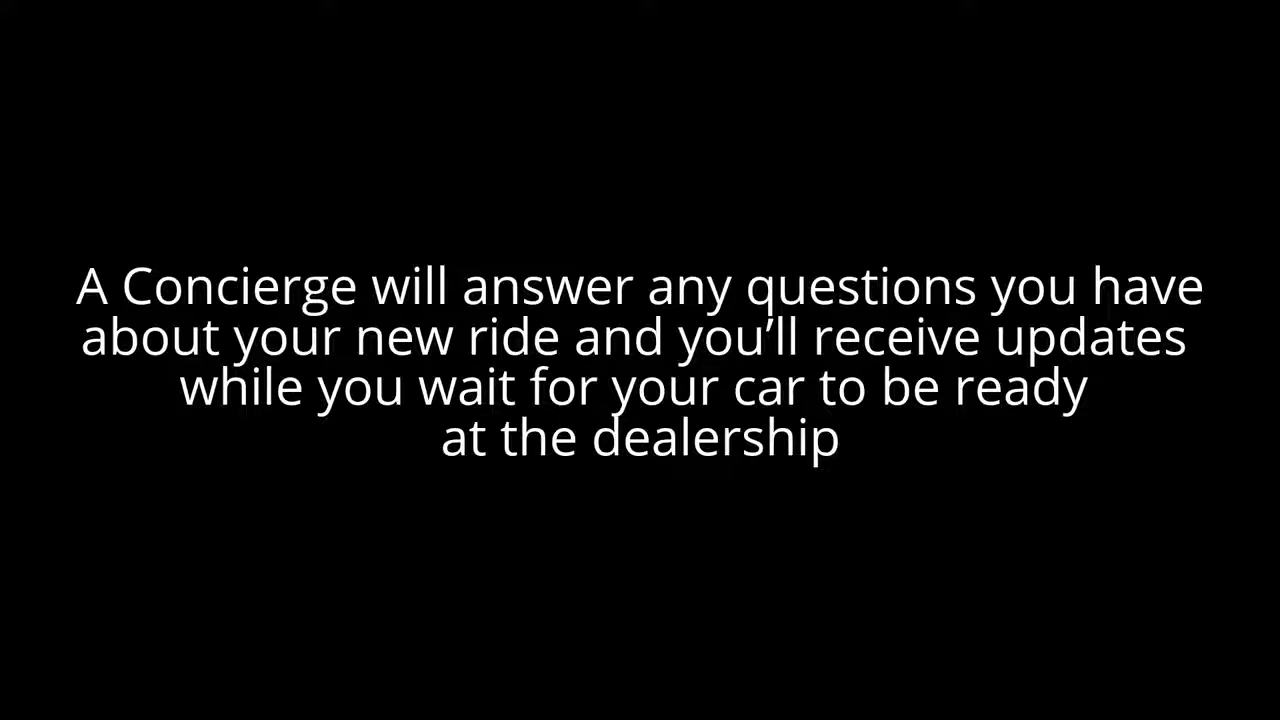 A Concierge will answer any questions you have
about your new ride and you’ll receive updates
while you wait for your car to be ready
at the dealership